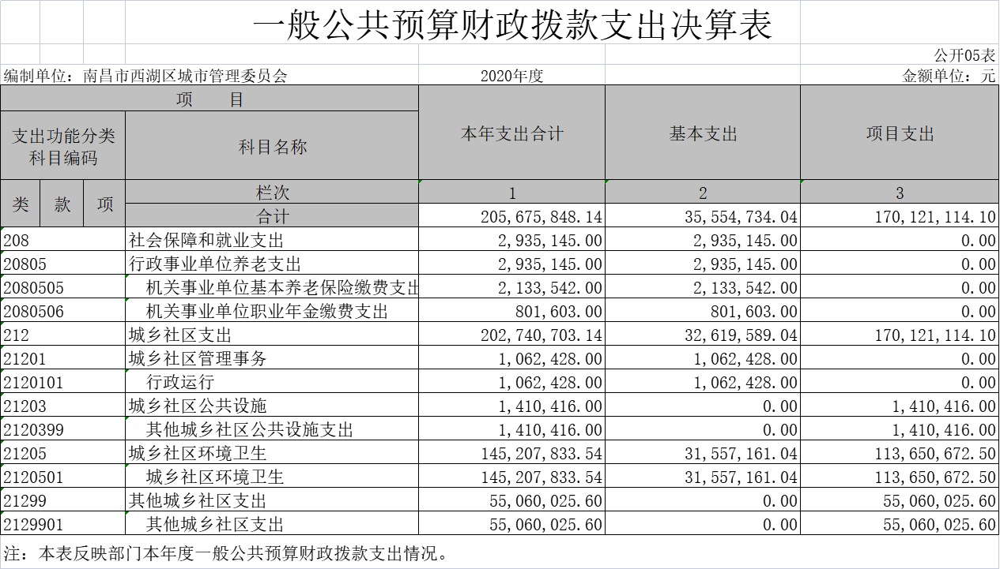 一般公共预算财政拨款支出决算表
公开05表
编制单位：南昌市西湖区城市管理委员会 2020年度 金额单位：元
项 目 本年支出合计 基本支出 项目支出
支出功能分类
科目编码 科目名称
类 款 项 栏次 1 2 3
合计 205,675,848.14 35,554,734.04 170,121,114.10
208 社会保障和就业支出 2,935,145.00 2,935,145.00 0.00
20805 行政事业单位养老支出 2,935,145.00 2,935,145.00 0.00
2080505 机关事业单位基本养老保险缴费支出 2,133,542.00 2,133,542.00 0.00
2080506 机关事业单位职业年金缴费支出 801,603.00 801,603.00 0.00
212 城乡社区支出 202,740,703.14 32,619,589.04 170,121,114.10
21201 城乡社区管理事务 1,062,428.00 1,062,428.00 0.00
2120101 行政运行 1,062,428.00 1,062,428.00 0.00
21203 城乡社区公共设施 1,410,416.00 0.00 1,410,416.00
2120399 其他城乡社区公共设施支出 1,410,416.00 0.00 1,410,416.00
21205 城乡社区环境卫生 145,207,833.54 31,557,161.04 113,650,672.50
2120501 城乡社区环境卫生 145,207,833.54 31,557,161.04 113,650,672.50
21299 其他城乡社区支出 55,060,025.60 0.00 55,060,025.60
2129901 其他城乡社区支出 55,060,025.60 0.00 55,060,025.60
注：本表反映部门本年度一般公共预算财政拨款支出情况。